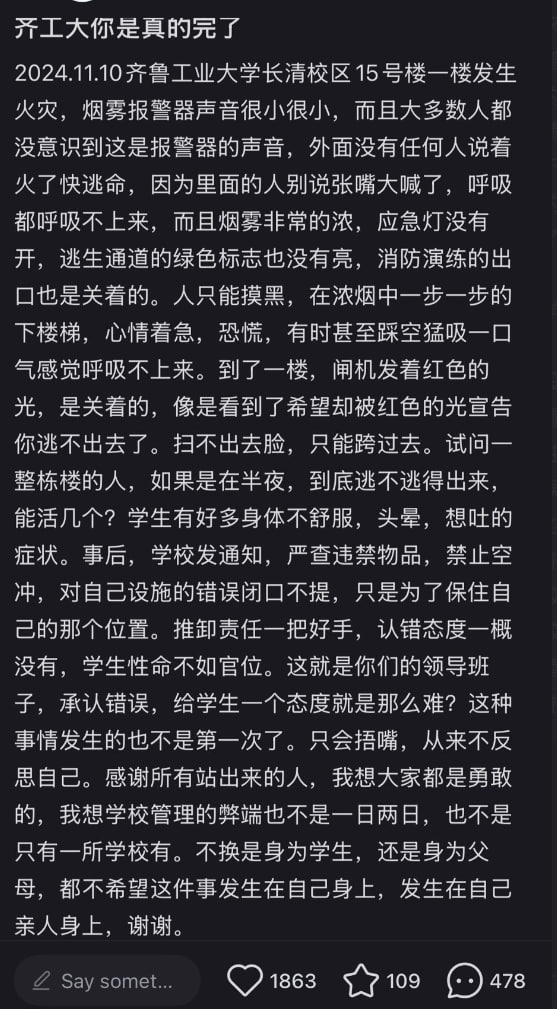 齐工大你是真的完了
2024.11.10齐鲁工业大学长清校区15号楼一楼发生
火灾，烟雾报警器声音很小很小，而且大多数人都
没意识到这是报警器的声音，外面没有任何人说着
火了快逃命，因为里面的人别说张嘴大喊了，呼吸
都呼吸不上来，而且烟雾非常的浓，应急灯没有
开，逃生通道的绿色标志也没有亮，消防演练的出
口也是关着的。人只能摸黑，在浓烟中一步一步的
下楼梯，心情着急，恐慌，有时甚至踩空猛吸一口
气感觉呼吸不上来。到了一楼，闸机发着红色的
光，是关着的，像是看到了希望却被红色的光宣告
你逃不出去了。扫不出去脸，只能跨过去。试问一
整栋楼的人，如果是在半夜，到底逃不逃得出来，
能活几个？学生有好多身体不舒服，头晕，想吐的
症状。事后，学校发通知，严查违禁物品，禁止空
冲，对自己设施的错误闭口不提，只是为了保住自
己的那个位置。推卸责任一把好手，认错态度一概
没有，学生性命不如官位。这就是你们的领导班
子，承认错误，给学生一个态度就是那么难？这种
事情发生的也不是第一次了。只会捂嘴，从来不反
思自己。感谢所有站出来的人，我想大家都是勇敢
的，我想学校管理的弊端也不是一日两日，也不是
只有一所学校有。不换是身为学生，还是身为父
母，都不希望这件事发生在自己身上，发生在自己
亲人身上，谢谢。
Say somet...
1863
109
478